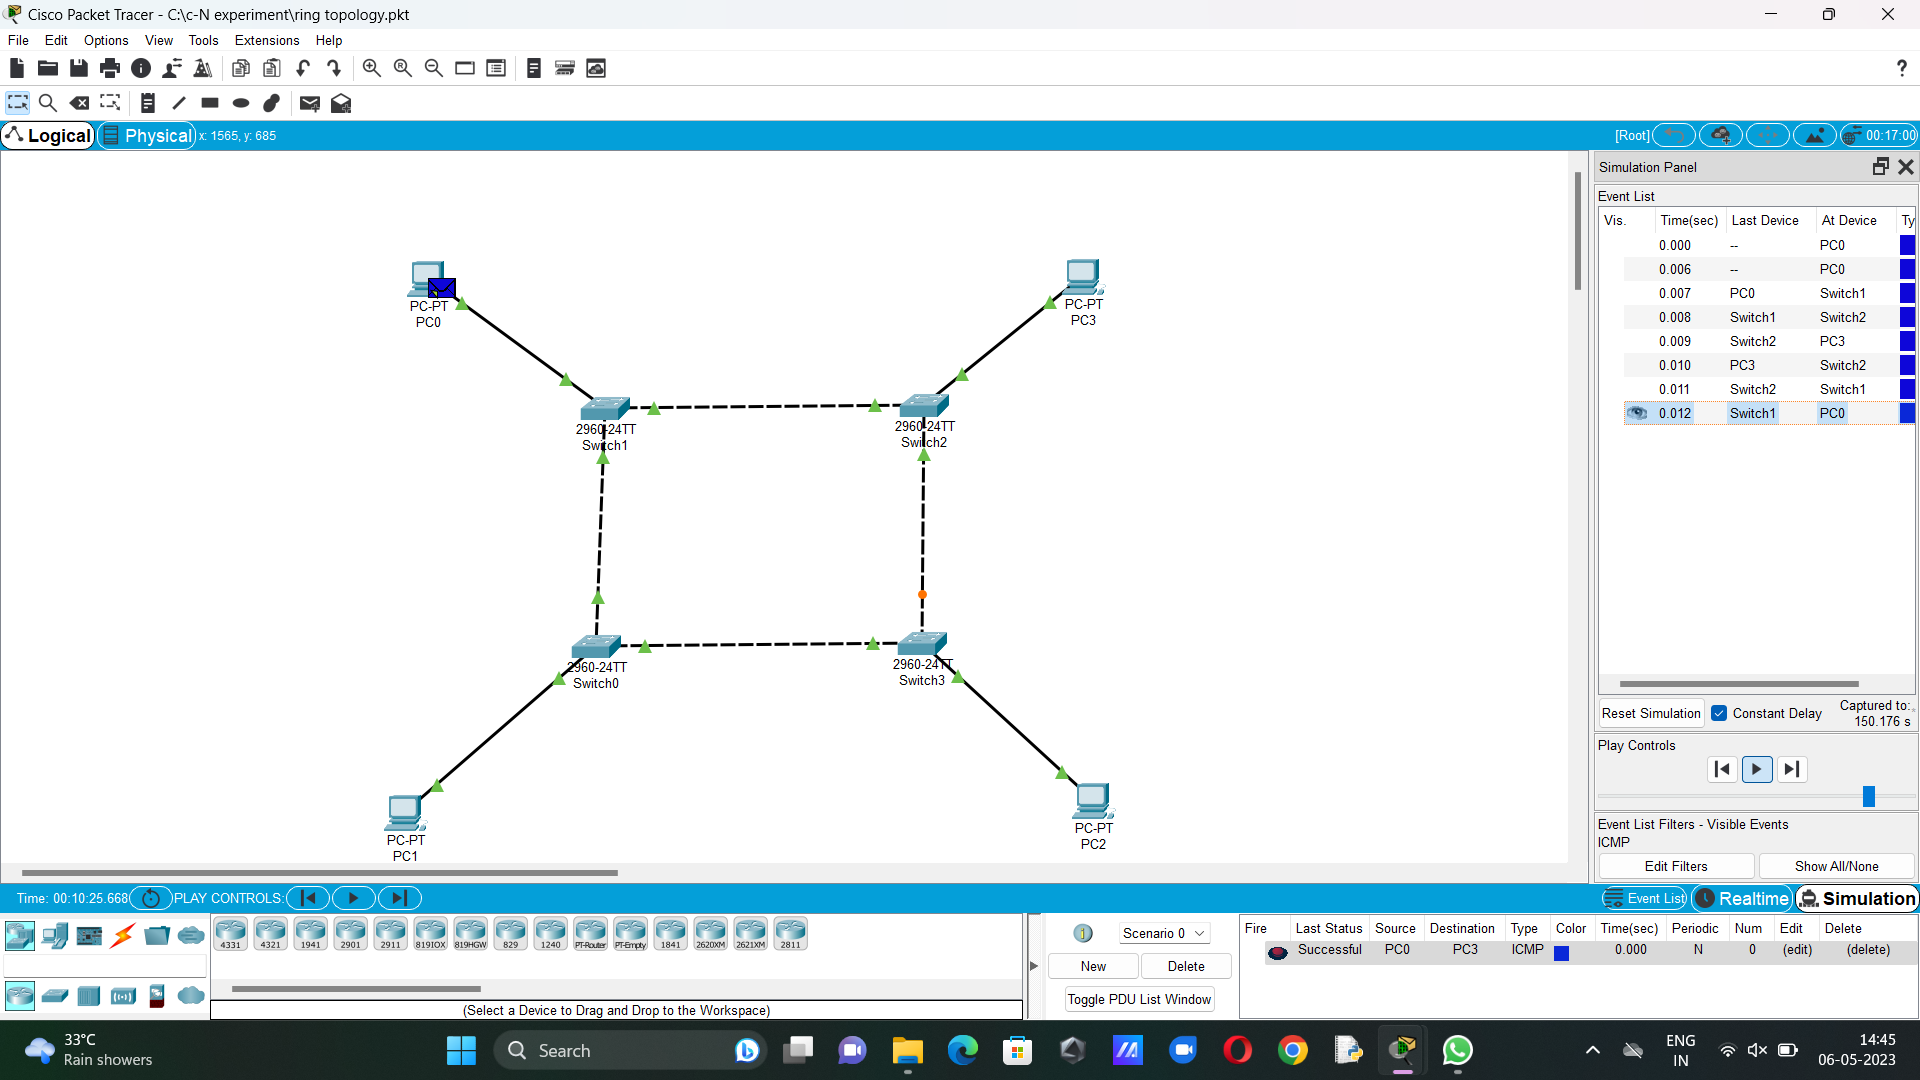 Cisco Packet Tracer - C:\c-N experiment\ring topology.pkt
File Edit Options View Tools Extensions Help
?
Logical Physical x: 1565, y: 685 [Root] 00:17:00
Simulation Panel
Event List
Vis. Time(sec) Last Device At Device Ty
0.000 -- PC0
0.006 -- PC0
0.007 PC0 Switch1
0.008 Switch1 Switch2
0.009 Switch2 PC3
0.010 PC3 Switch2
0.011 Switch2 Switch1
0.012 Switch1 PC0
PC-PT
PC0
PC-PT
PC3
2960-24TT
Switch1
2960-24TT
Switch2
2960-24TT
Switch0
2960-24TT
Switch3
PC-PT
PC1
PC-PT
PC2
Reset Simulation Constant Delay Captured to:
150.176 s
Play Controls
Event List Filters - Visible Events
ICMP
Edit Filters Show All/None
Time: 00:10:25.668 PLAY CONTROLS: Event List Realtime Simulation
4331 4321 1941 2901 2911 819IOX 819HGW 829 1240 PT-Router PT-Empty 1841 2620XM 2621XM 2811
(Select a Device to Drag and Drop to the Workspace)
1 Scenario 0
New Delete
Toggle PDU List Window
Fire Last Status Source Destination Type Color Time(sec) Periodic Num Edit Delete
Successful PC0 PC3 ICMP 0.000 N 0 (edit) (delete)
33°C
Rain showers
Search
ENG
IN
14:45
06-05-2023